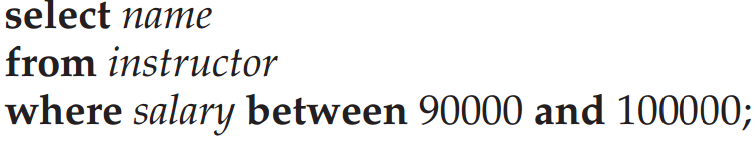 select name
from instructor
where salary between 90000 and 100000;